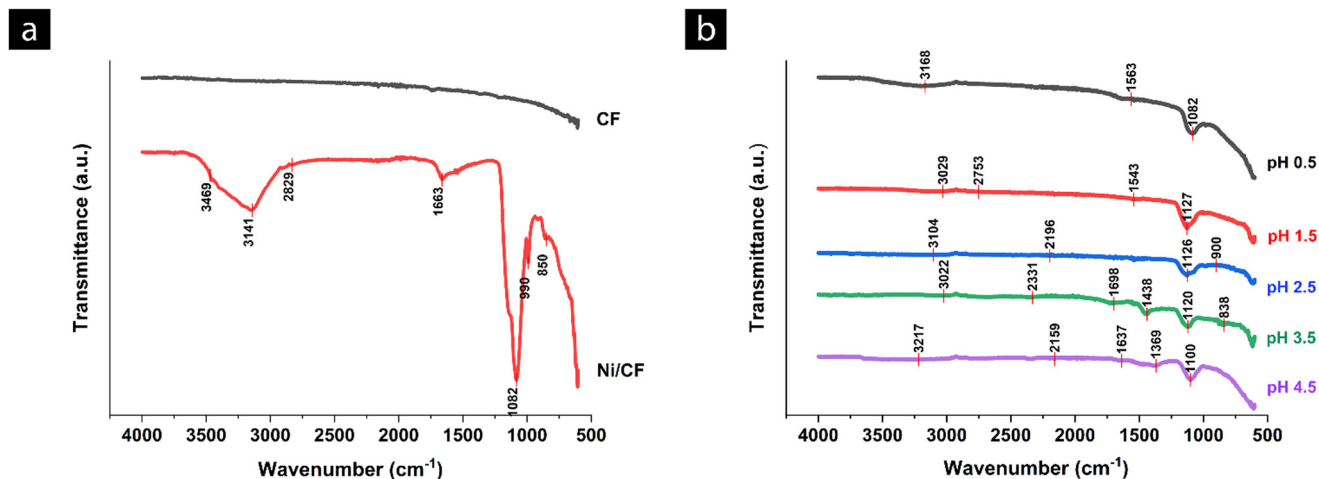 a
Transmittance (a.u.)
CF
3469
3141
2829
1663
1082
990
850
Ni/CF
4000 3500 3000 2500 2000 1500 1000 500
Wavenumber (cm⁻¹)
b
Transmittance (a.u.)
3168
1563
1082
pH 0.5
3029
2753
1543
1127
pH 1.5
3104
2196
1126
900
pH 2.5
3022
2331
1698
1438
1120
838
pH 3.5
3217
2159
1637
1369
1100
pH 4.5
4000 3500 3000 2500 2000 1500 1000 500
Wavenumber (cm⁻¹)